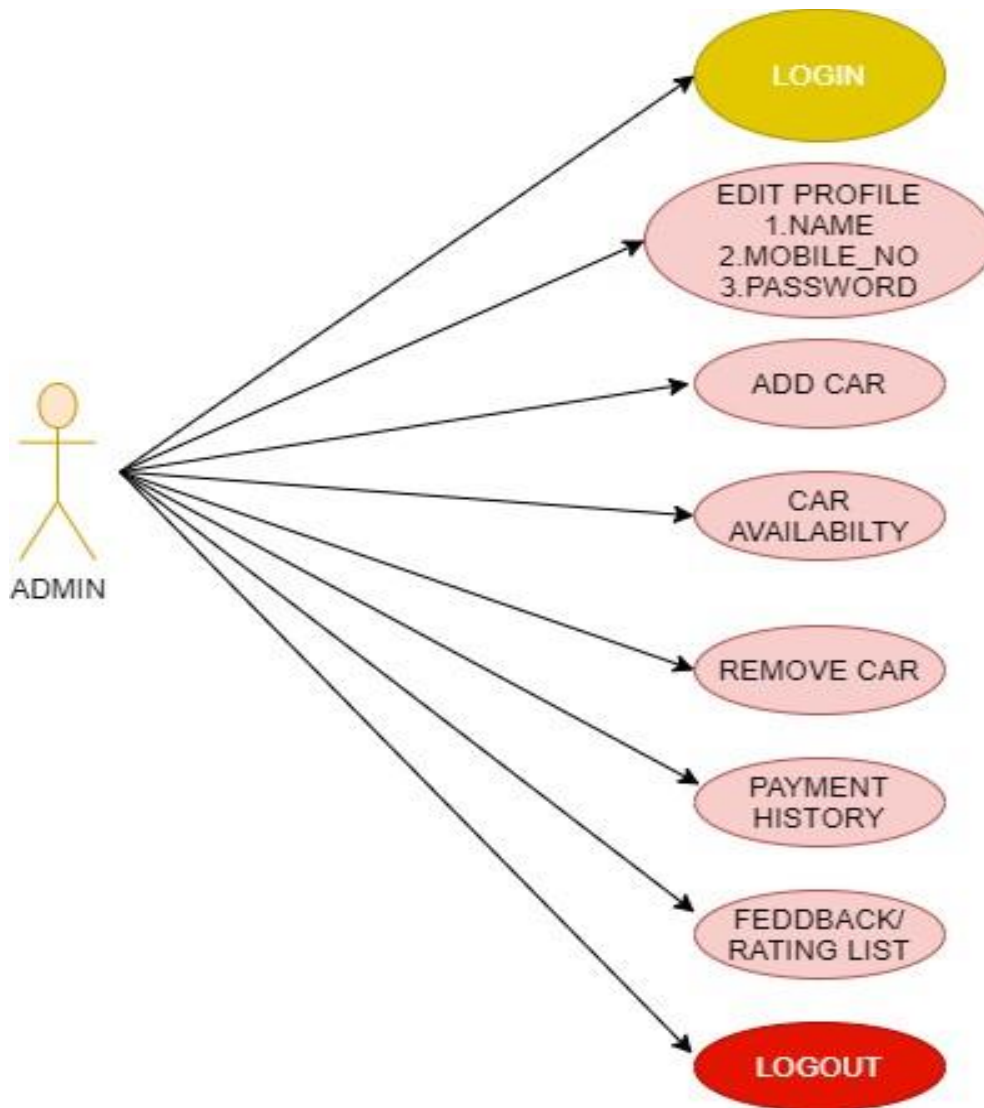 LOGIN
EDIT PROFILE
1.NAME
2.MOBILE_NO
3.PASSWORD
ADD CAR
CAR
AVAILABILTY
ADMIN
REMOVE CAR
PAYMENT
HISTORY
FEDDBACK/
RATING LIST
LOGOUT